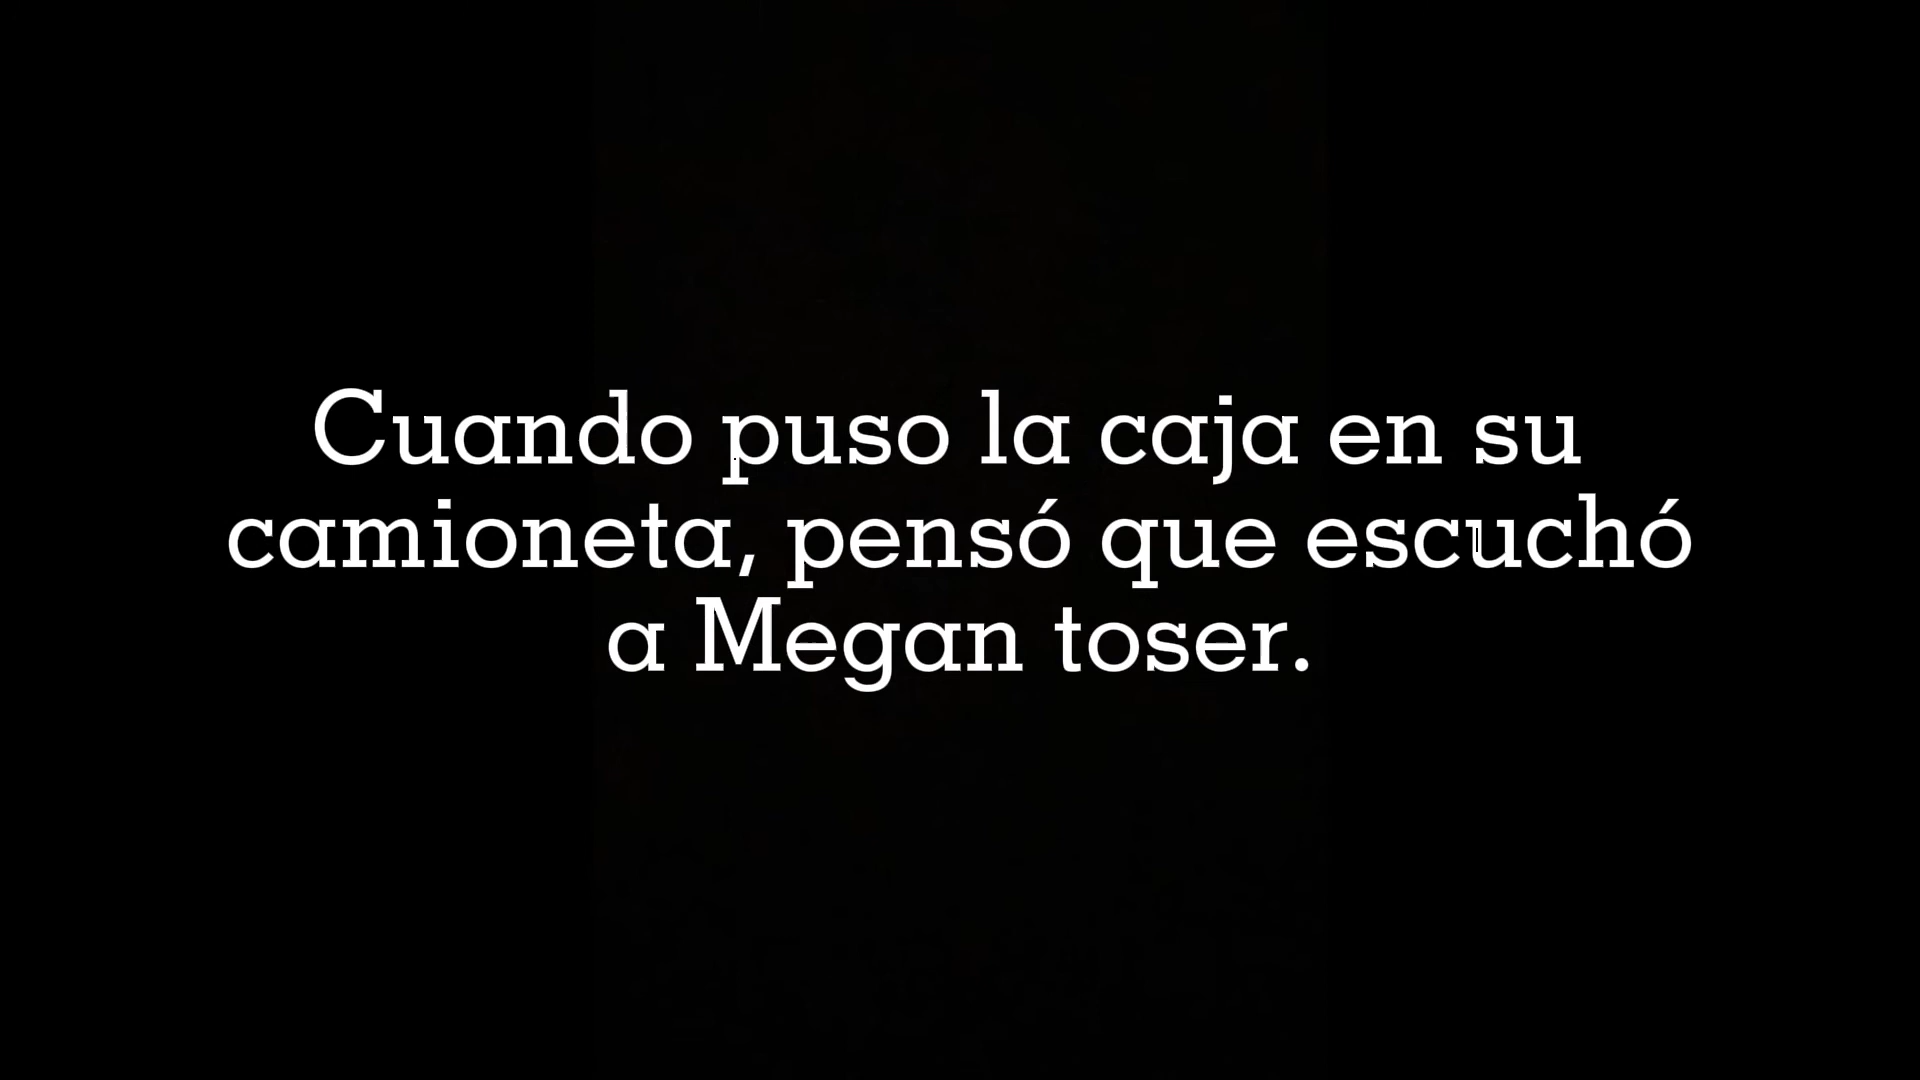 Cuando puso la caja en su
camioneta, pensó que escuchó
a Megan toser.